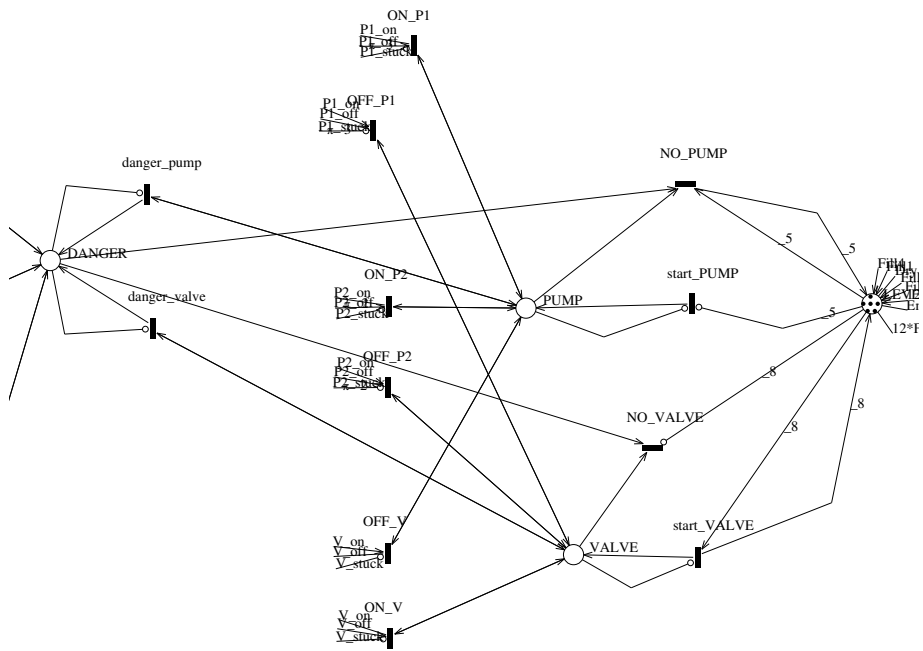 ON_P1
P1_on
P1_off
P1_stuck
OFF_P1
P1_on
P1_off
P1_stuck
danger_pump
NO_PUMP
DANGER
_5
_5
ON_P2
start_PUMP
danger_valve
P2_on
P2_off
P2_stuck
PUMP
_5
12*F
OFF_P2
P2_on
P2_off
P2_stuck
_8
_8
_8
NO_VALVE
OFF_V
V_on
V_off
V_stuck
start_VALVE
VALVE
ON_V
V_on
V_off
V_stuck